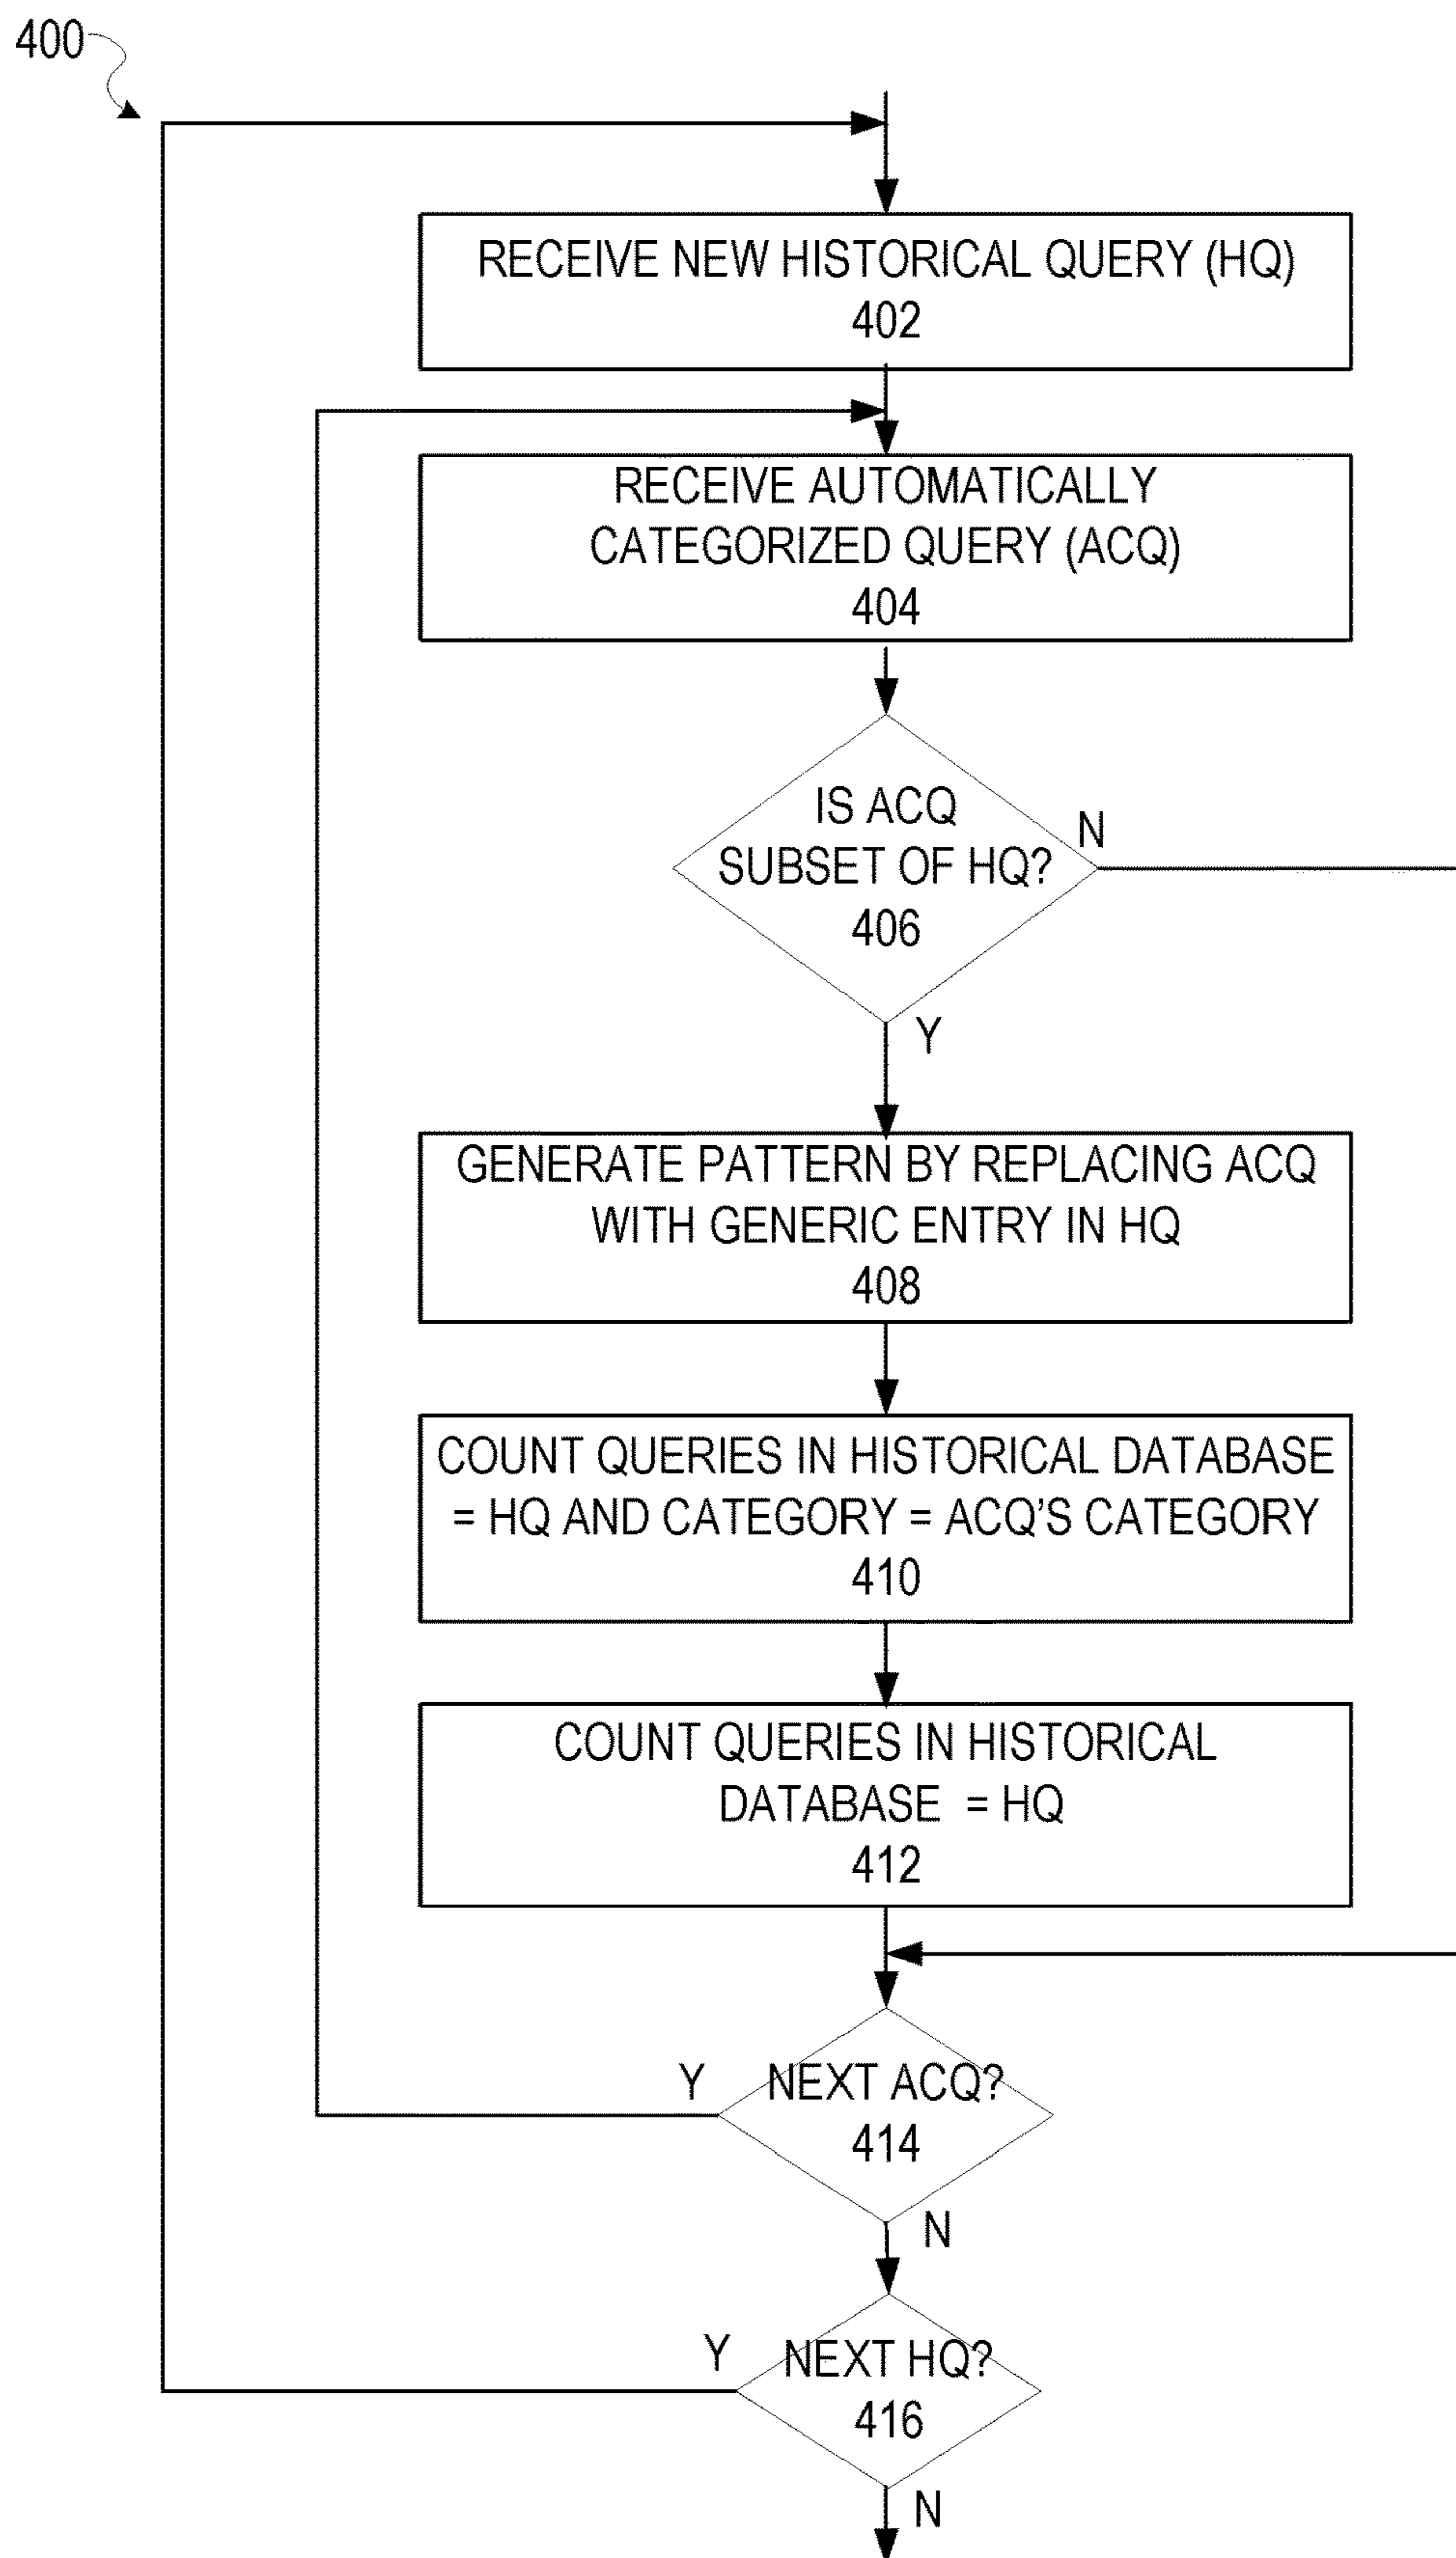 400
RECEIVE NEW HISTORICAL QUERY (HQ)
402
RECEIVE AUTOMATICALLY
CATEGORIZED QUERY (ACQ)
404
IS ACQ
SUBSET OF HQ?
406
N
Y
GENERATE PATTERN BY REPLACING ACQ
WITH GENERIC ENTRY IN HQ
408
COUNT QUERIES IN HISTORICAL DATABASE
= HQ AND CATEGORY = ACQ'S CATEGORY
410
COUNT QUERIES IN HISTORICAL
DATABASE = HQ
412
Y
NEXT ACQ?
414
N
Y
NEXT HQ?
416
N